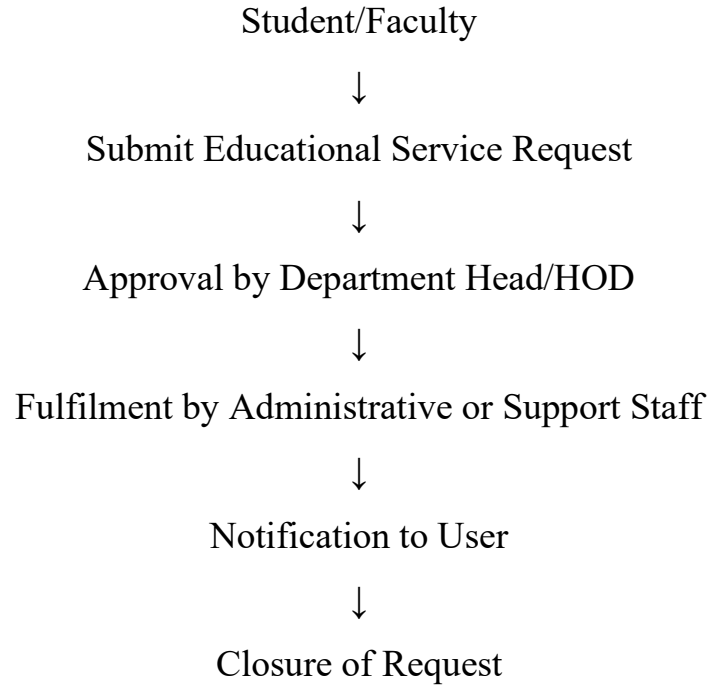 Student/Faculty
↓
Submit Educational Service Request
↓
Approval by Department Head/HOD
↓
Fulfilment by Administrative or Support Staff
↓
Notification to User
↓
Closure of Request